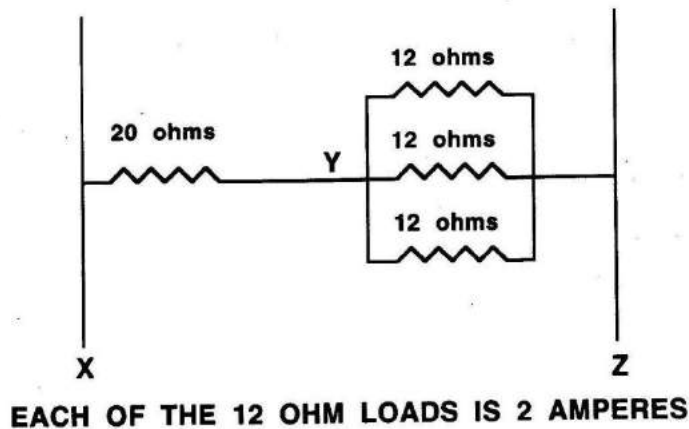 12 ohms
20 ohms
12 ohms
Y
12 ohms
X
Z
EACH OF THE 12 OHM LOADS IS 2 AMPERES